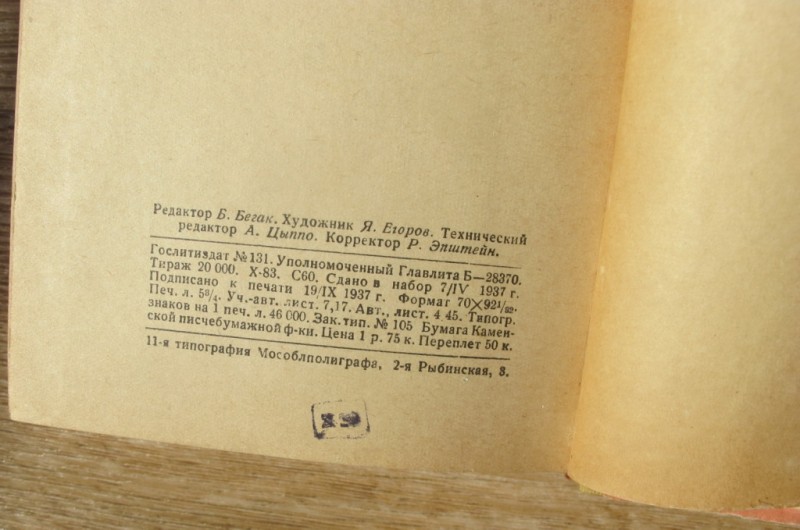 Редактор Б. Бегак. Художник Я. Егоров. Технический
редактор А. Цыппо. Корректор Р. Эпштейн.
Гослитиздат № 131. Уполномоченный Главлита Б—28370.
Тираж 20 000. Х-83. С60. Сдано в набор 7/IV 1937 г.
Подписано к печати 19/IX 1937 г. Формат 70×92¹/₃₂.
Печ. л. 5³/₄. Уч.-авт. лист. 7,17. Авт. лист. 4,45. Типогр.
знаков на 1 печ. л. 46 000. Зак. тип. № 105 Бумага Камен-
ской писчебумажной ф-ки. Цена 1 р. 75 к. Переплет 50 к.
11-я типография Мособлполиграфа, 2-я Рыбинская, 3.